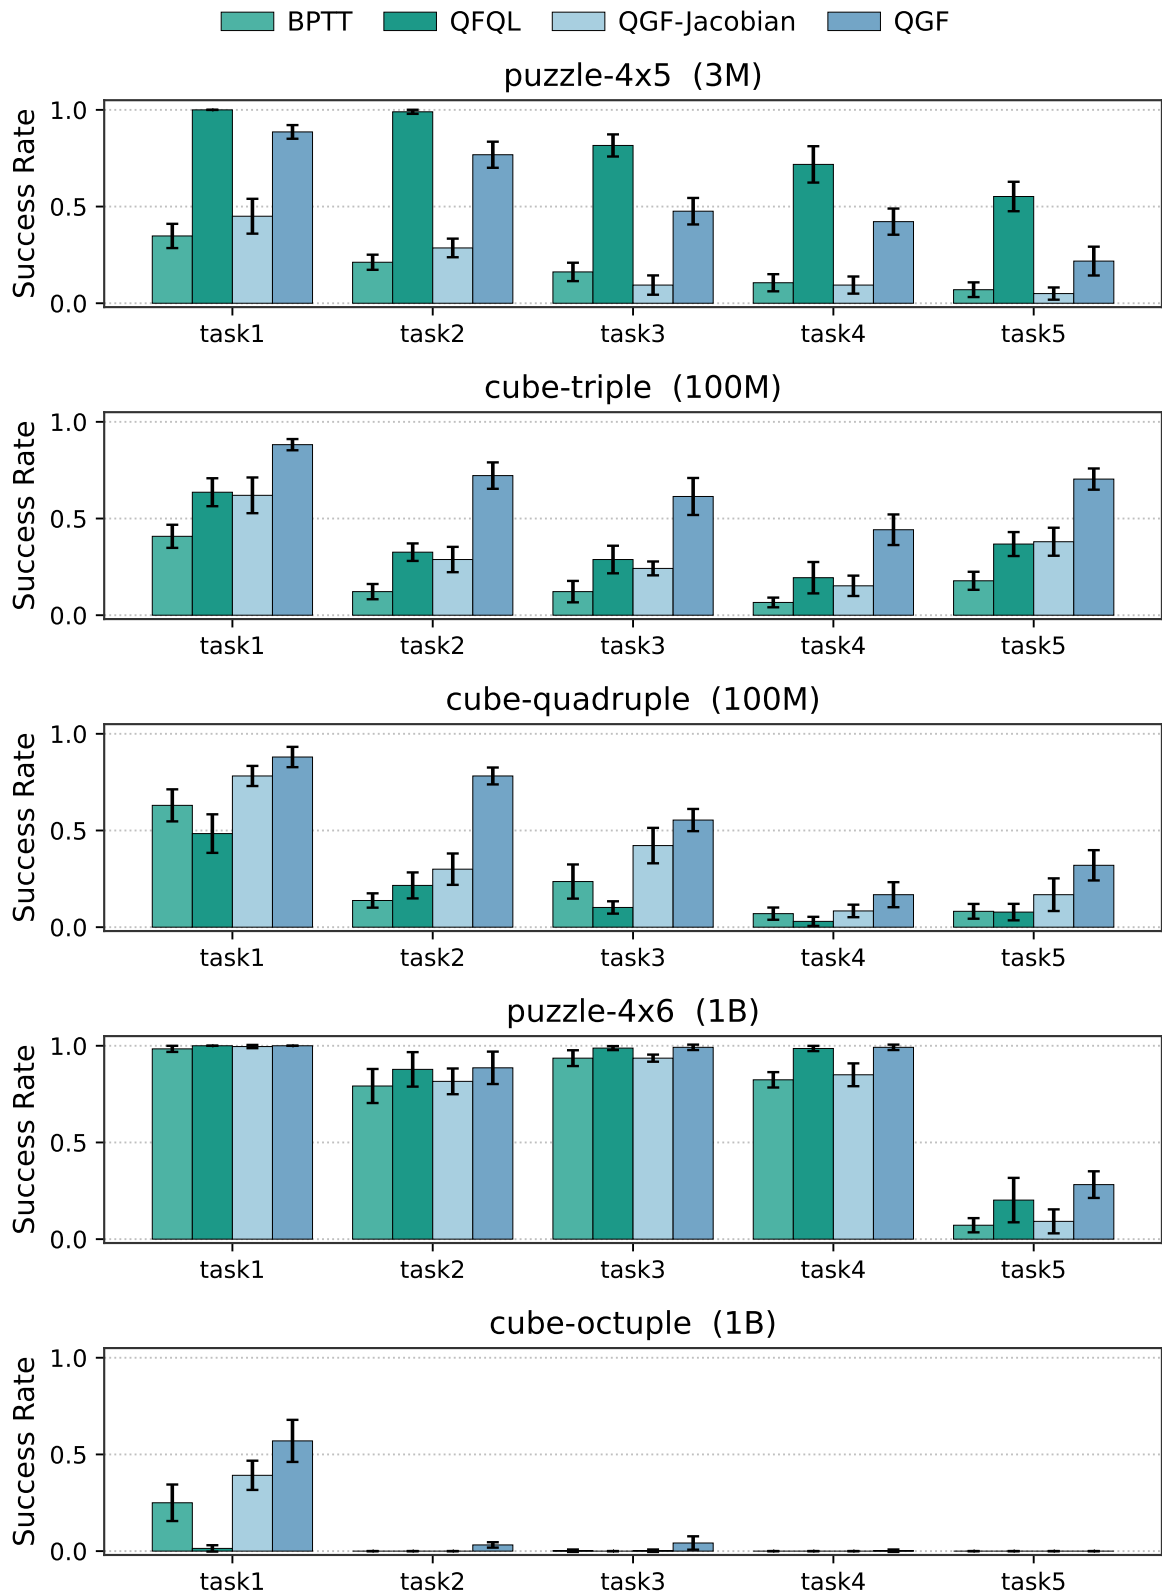 BPTT QFQL QGF-Jacobian QGF
puzzle-4x5 (3M)
Success Rate
1.0
0.5
0.0
task1 task2 task3 task4 task5
cube-triple (100M)
Success Rate
1.0
0.5
0.0
task1 task2 task3 task4 task5
cube-quadruple (100M)
Success Rate
1.0
0.5
0.0
task1 task2 task3 task4 task5
puzzle-4x6 (1B)
Success Rate
1.0
0.5
0.0
task1 task2 task3 task4 task5
cube-octuple (1B)
Success Rate
1.0
0.5
0.0
task1 task2 task3 task4 task5